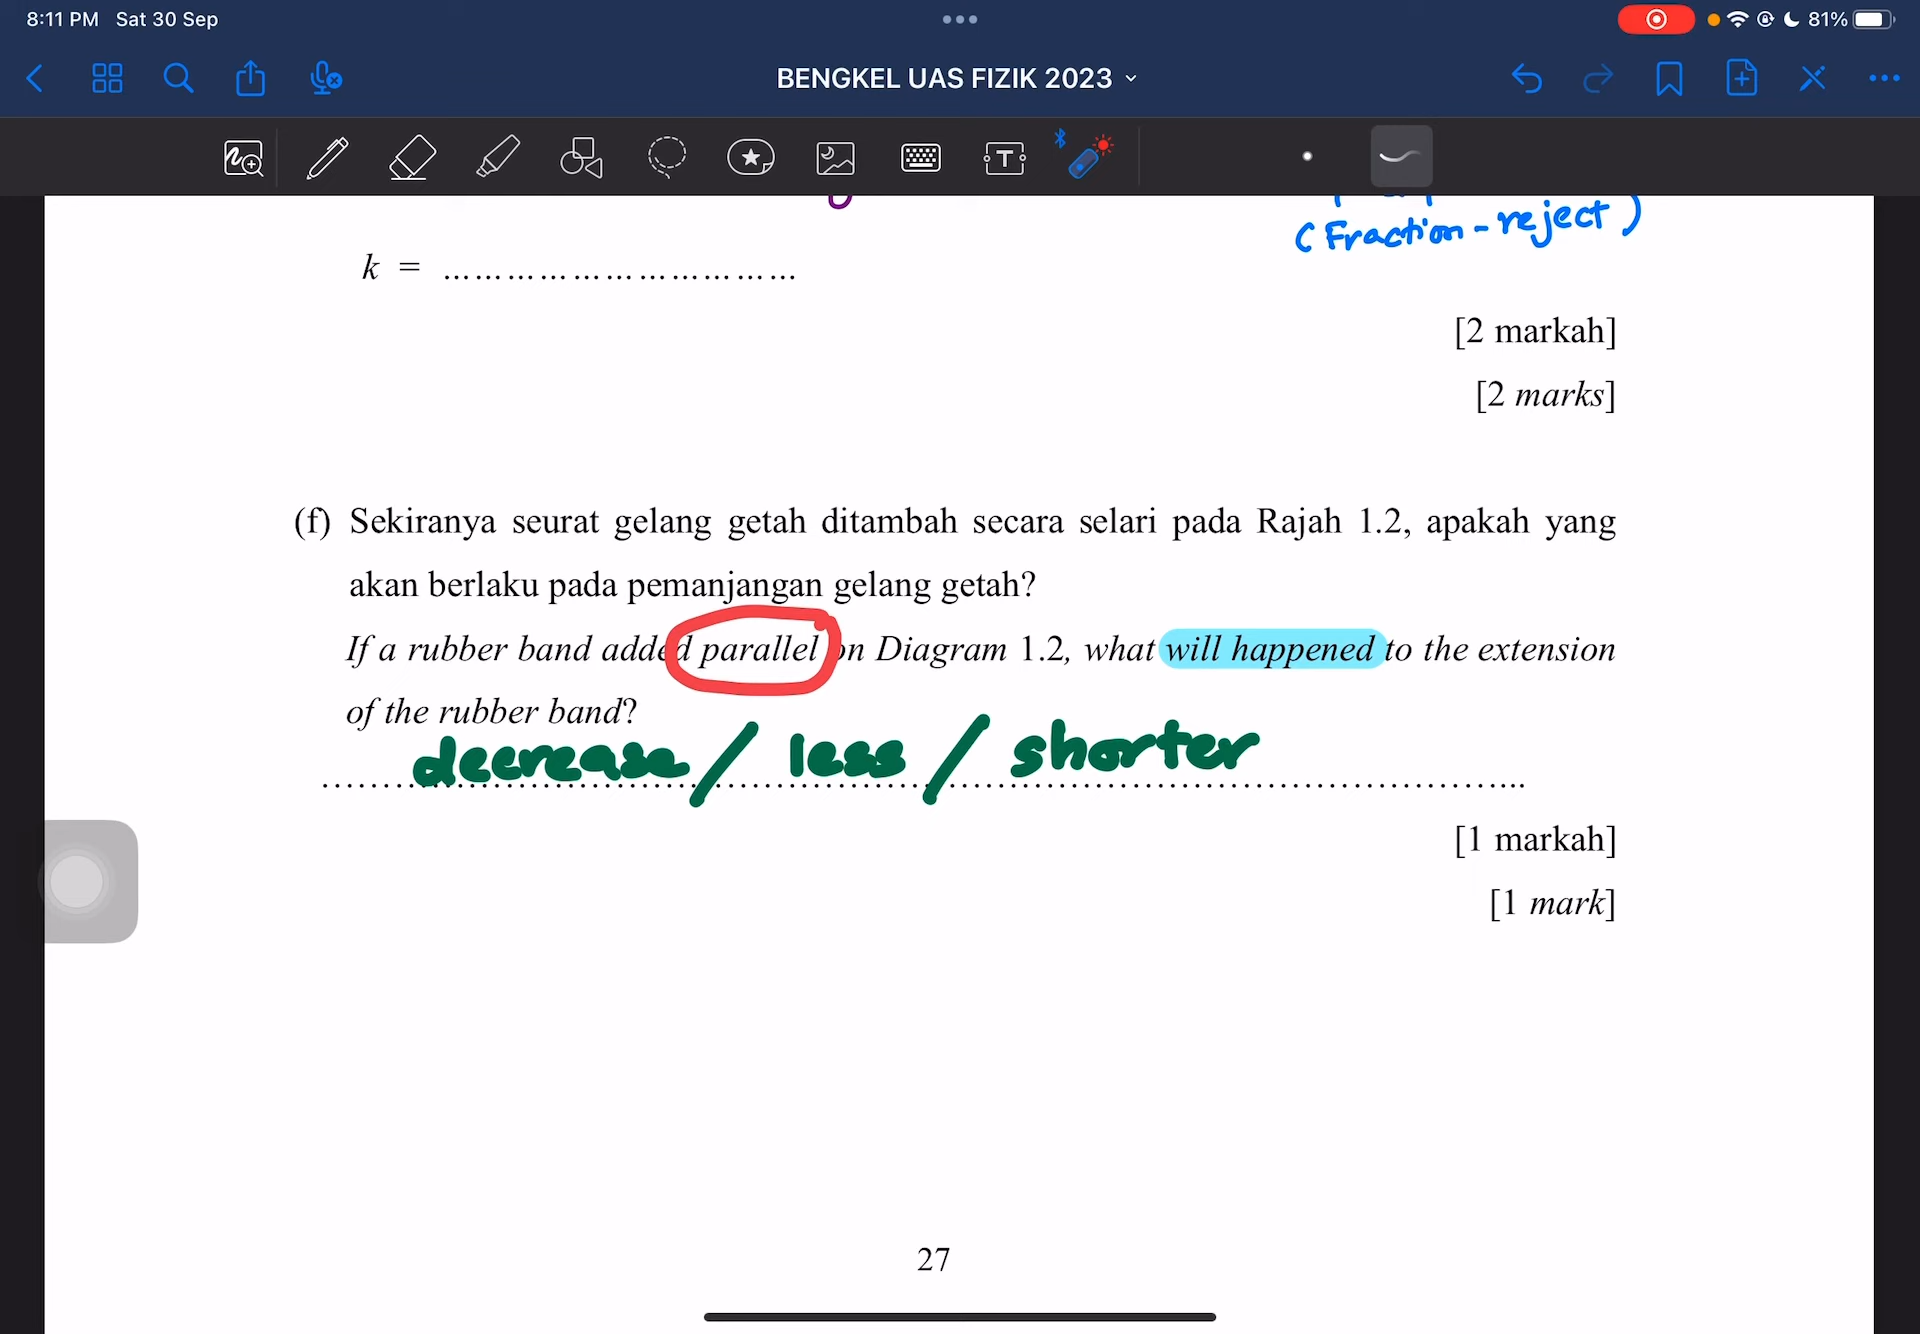 8:11 PM Sat 30 Sep
81%
BENGKEL UAS FIZIK 2023
T
(Fraction - reject)
k = ………………………………
[2 markah]
[2 marks]
(f) Sekiranya seurat gelang getah ditambah secara selari pada Rajah 1.2, apakah yang
akan berlaku pada pemanjangan gelang getah?
If a rubber band added parallel on Diagram 1.2, what will happened to the extension
of the rubber band?
decrease / less / shorter
[1 markah]
[1 mark]
27